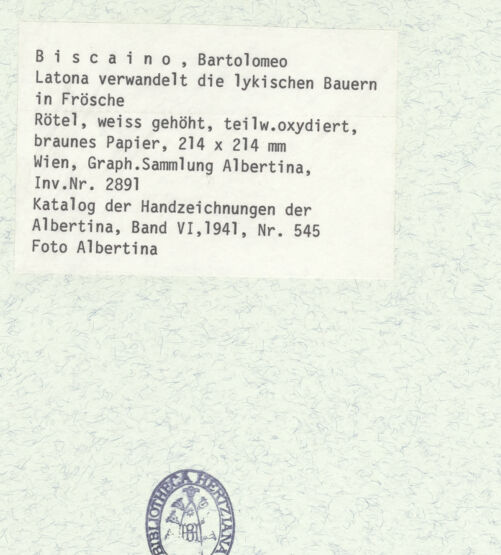 B i s c a i n o , Bartolomeo
Latona verwandelt die lykischen Bauern
in Frösche
Rötel, weiss gehöht, teilw.oxydiert,
braunes Papier, 214 x 214 mm
Wien, Graph.Sammlung Albertina,
Inv.Nr. 2891
Katalog der Handzeichnungen der
Albertina, Band VI,1941, Nr. 545
Foto Albertina
BIBLIOTHECA HERTZIANA